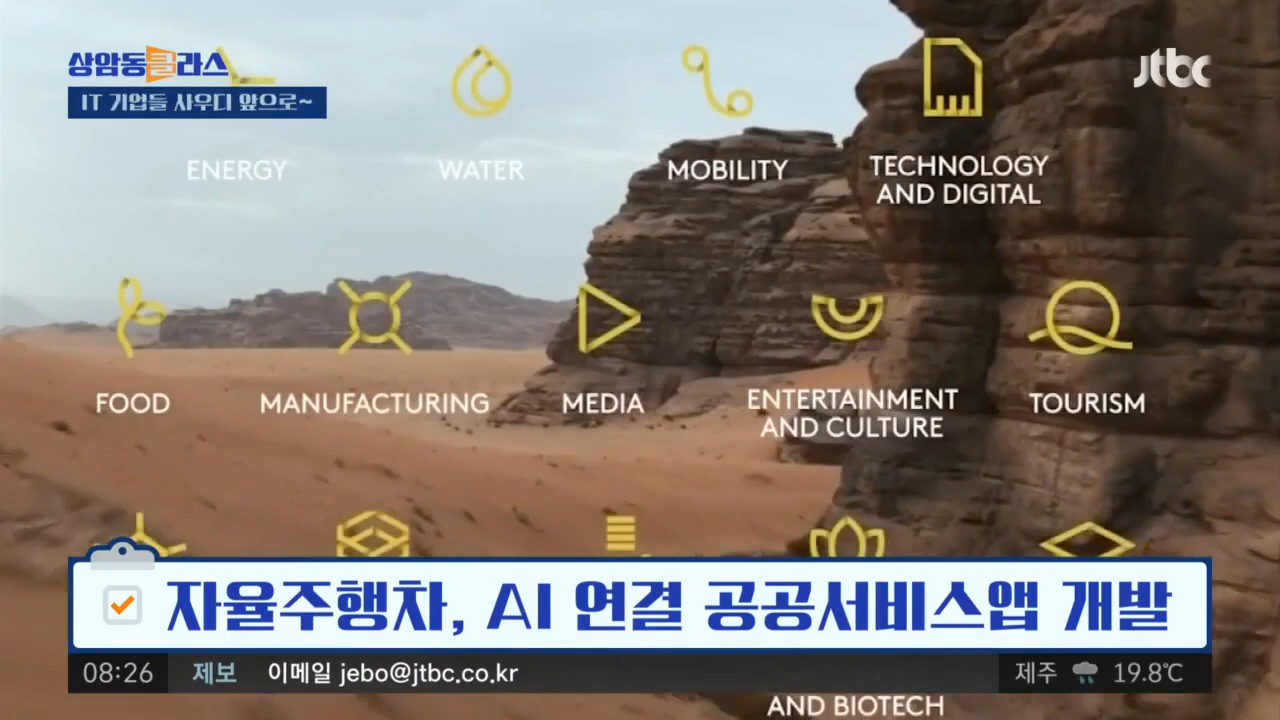 상암동클라스
IT 기업들 사우디 앞으로~
jtbc
ENERGY
WATER
MOBILITY
TECHNOLOGY
AND DIGITAL
FOOD
MANUFACTURING
MEDIA
ENTERTAINMENT
AND CULTURE
TOURISM
자율주행차, AI 연결 공공서비스앱 개발
08:26
제보
이메일 jebo@jtbc.co.kr
제주
19.8℃
AND BIOTECH